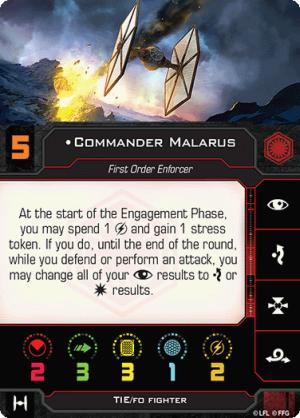 5
•Commander Malarus
First Order Enforcer
At the start of the Engagement Phase,
you may spend 1 and gain 1 stress
token. If you do, until the end of the round,
while you defend or perform an attack, you
may change all of your results to or
results.
2 3 3 1 2
TIE/FO FIGHTER
©LFL ©FFG